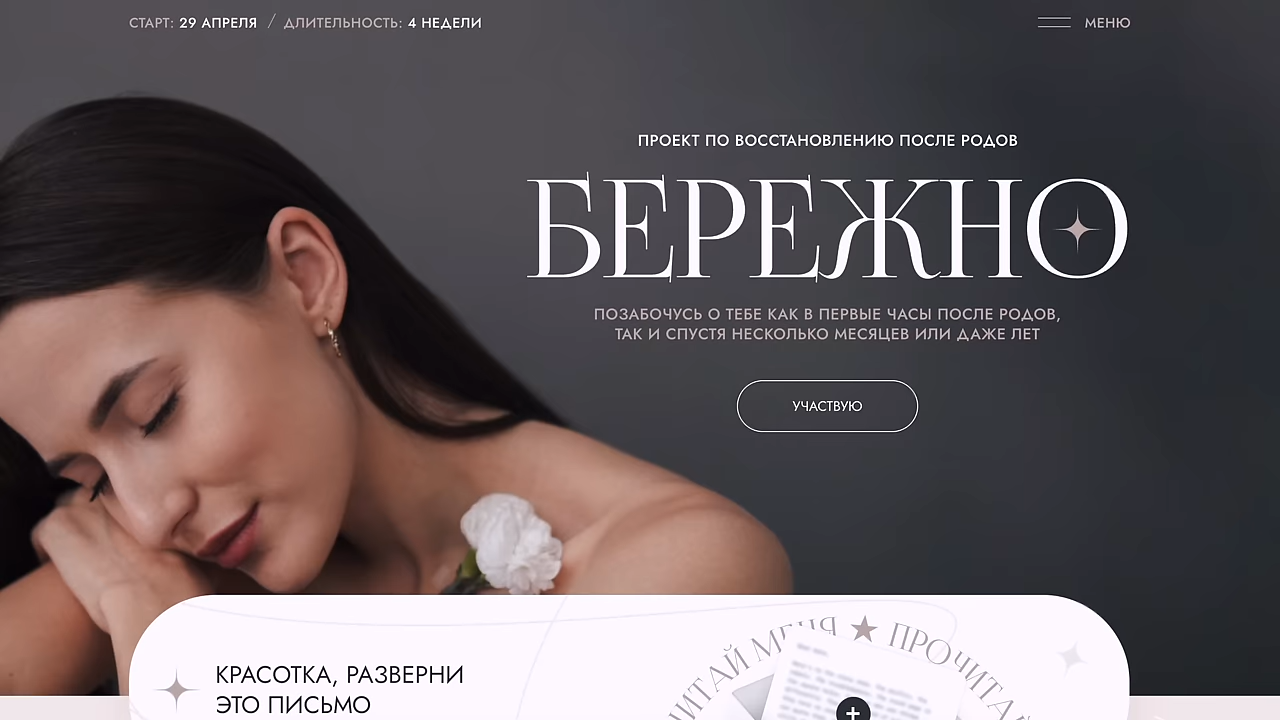 СТАРТ: 29 АПРЕЛЯ / ДЛИТЕЛЬНОСТЬ: 4 НЕДЕЛИ
МЕНЮ
ПРОЕКТ ПО ВОССТАНОВЛЕНИЮ ПОСЛЕ РОДОВ
БЕРЕЖНО
ПОЗАБОЧУСЬ О ТЕБЕ КАК В ПЕРВЫЕ ЧАСЫ ПОСЛЕ РОДОВ,
ТАК И СПУСТЯ НЕСКОЛЬКО МЕСЯЦЕВ ИЛИ ДАЖЕ ЛЕТ
УЧАСТВУЮ
КРАСОТКА, РАЗВЕРНИ
ЭТО ПИСЬМО
ЧИТАЙ МЕНЯ ★ ПРОЧИТАЙ